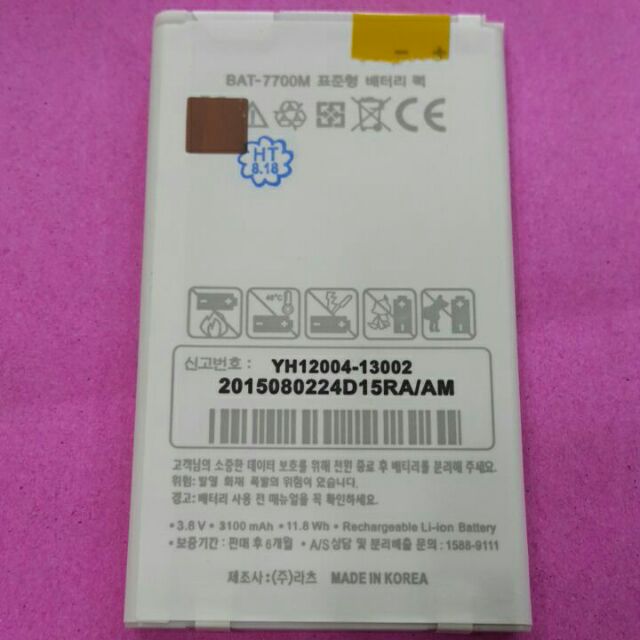 − +
BAT-7700M 표준형 배터리 팩
CE
HT
8.18
신고번호 : YH12004-13002
2015080224D15RA/AM
고객님의 소중한 데이터 보호를 위해 전원 종료 후 배터리를 분리해 주세요.
위험: 발열 화재 폭발의 위험이 있음.
경고: 배터리 사용 전 매뉴얼을 꼭 확인하세요.
• 3.8 V • 3100 mAh • 11.8 Wh • Rechargeable Li-Ion Battery
• 보증기간 : 판매 후 6개월 • A/S상담 및 분리배출 문의 : 1588-9111
제조사 : (주)라츠 MADE IN KOREA